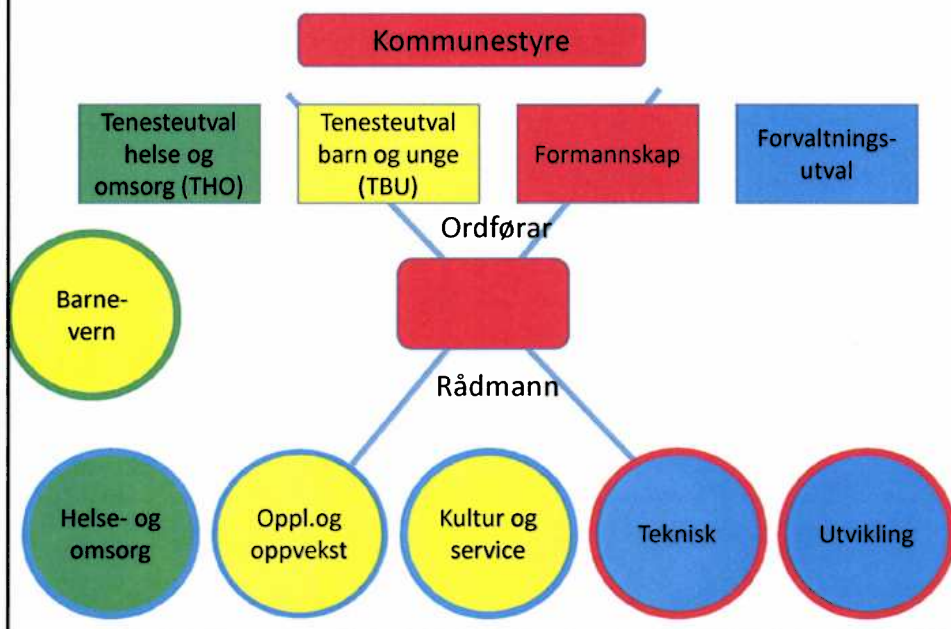 Kommunestyre
Tenesteutval
helse og
omsorg (THO)
Tenesteutval
barn og unge
(TBU)
Formannskap
Forvaltnings-
utval
Ordførar
Barne-
vern
Rådmann
Helse- og
omsorg
Oppl.og
oppvekst
Kultur og
service
Teknisk
Utvikling